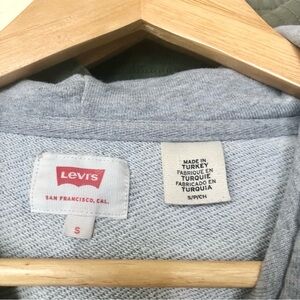 Levi's
SAN FRANCISCO, CAL.
S
MADE IN
TURKEY
FABRIQUE EN
TURQUIE
FABRICADO EN
TURQUIA
S/P/CH